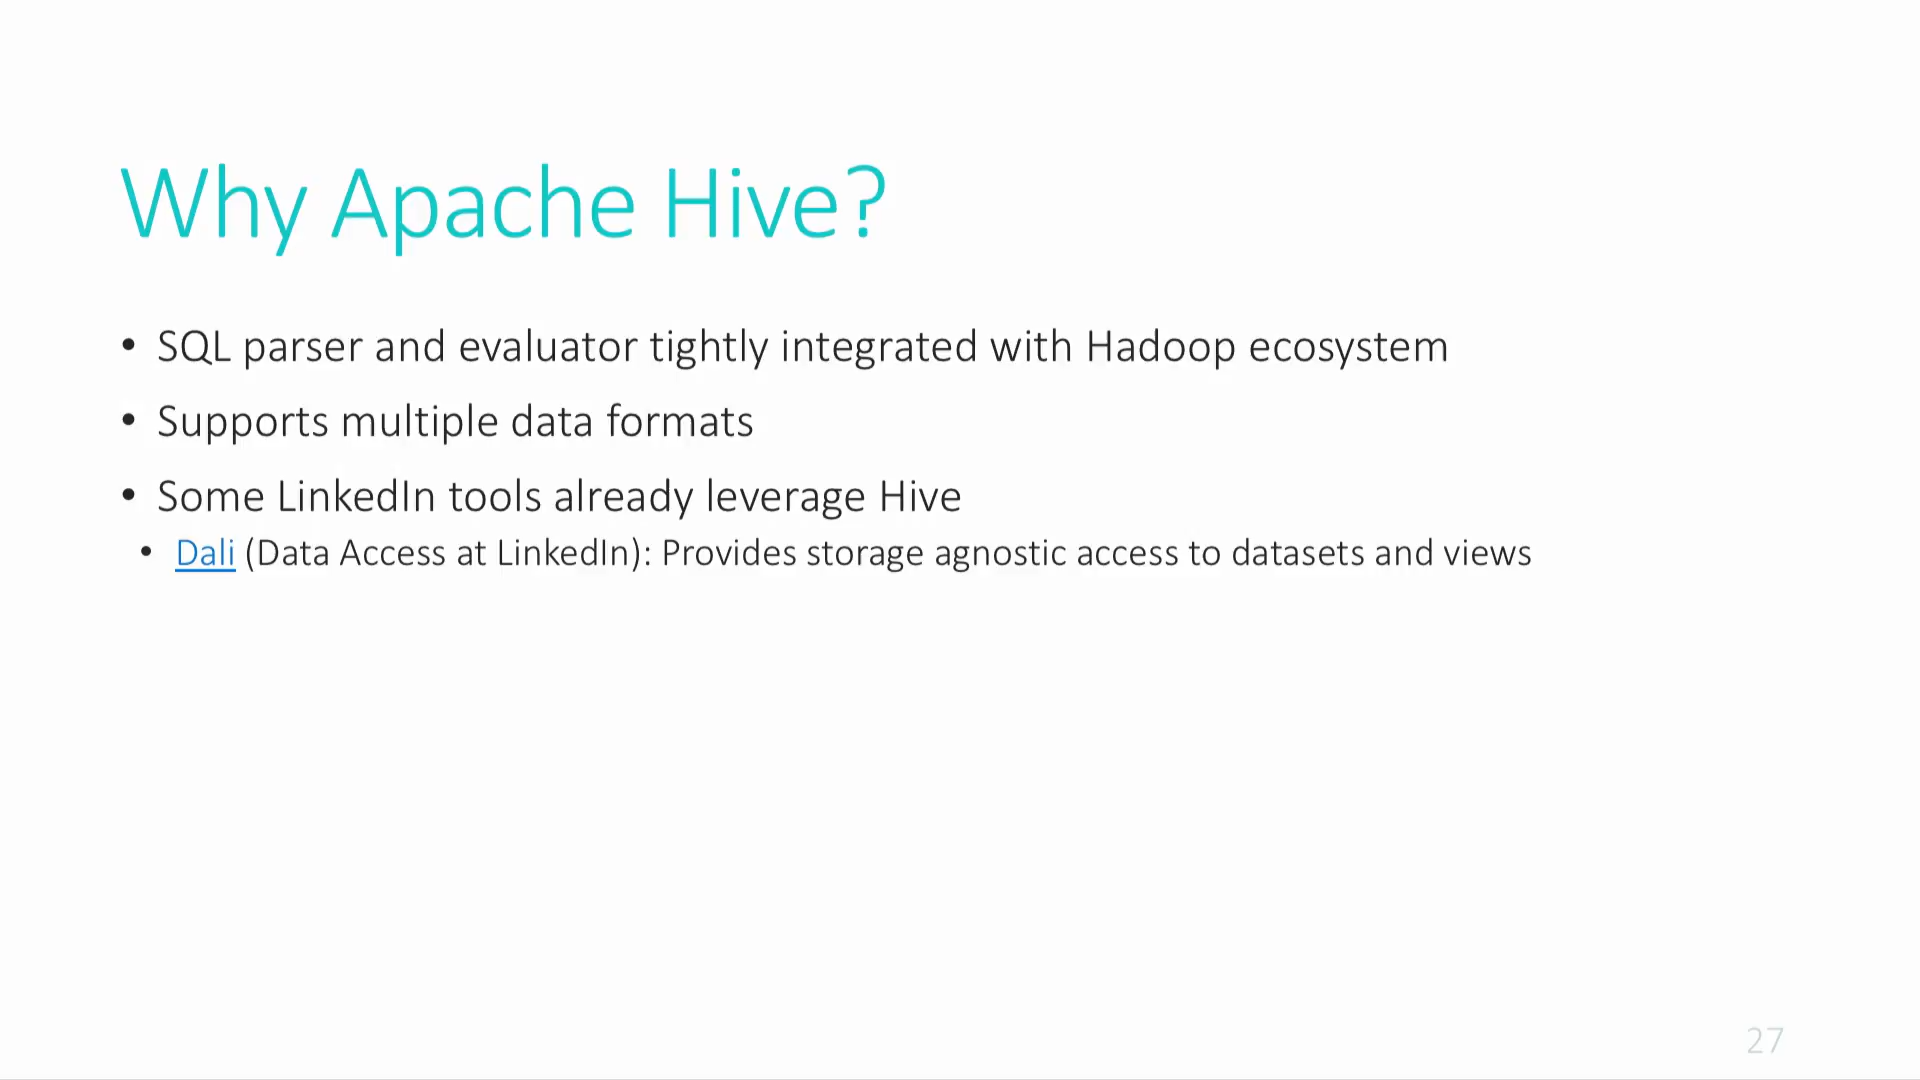 Why Apache Hive?
• SQL parser and evaluator tightly integrated with Hadoop ecosystem
• Supports multiple data formats
• Some LinkedIn tools already leverage Hive
• Dali (Data Access at LinkedIn): Provides storage agnostic access to datasets and views
27